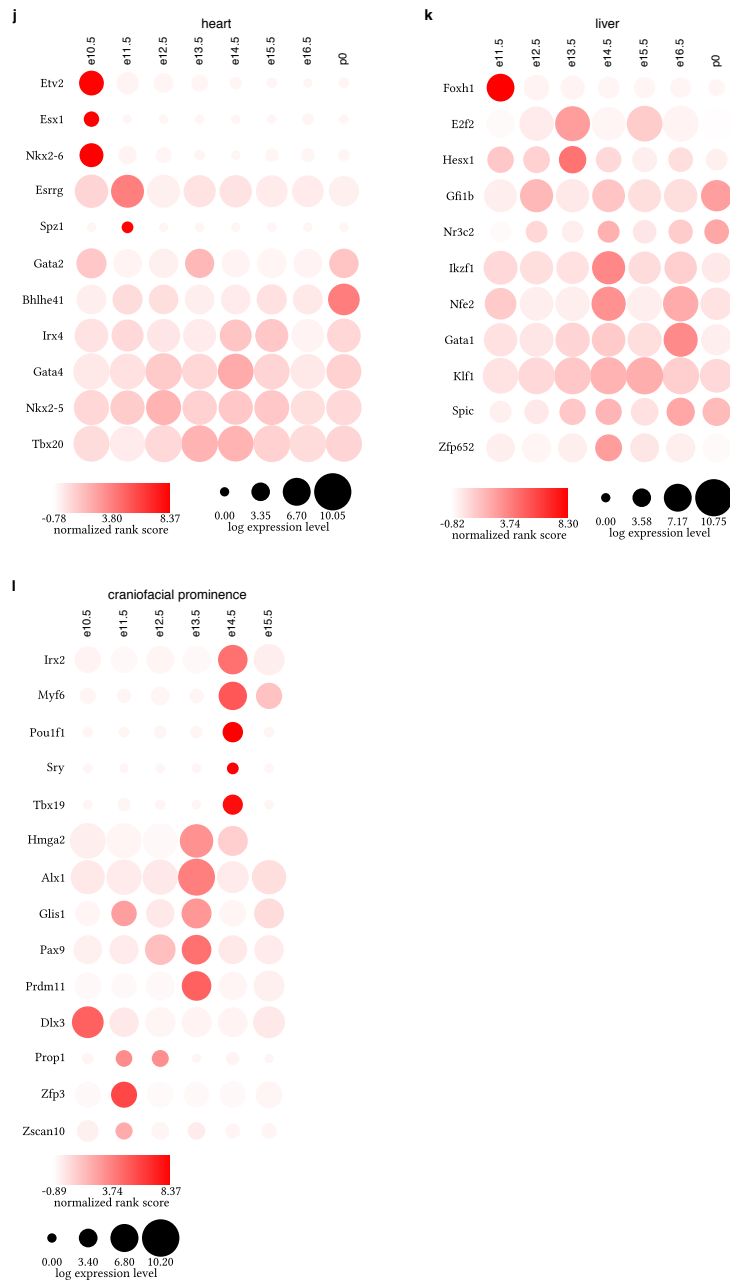 j
heart
e10.5 e11.5 e12.5 e13.5 e14.5 e15.5 e16.5 p0
Etv2
Esx1
Nkx2-6
Esrrg
Spz1
Gata2
Bhlhe41
Irx4
Gata4
Nkx2-5
Tbx20
-0.78 3.80 8.37
normalized rank score
0.00 3.35 6.70 10.05
log expression level
k
liver
e11.5 e12.5 e13.5 e14.5 e15.5 e16.5 p0
Foxh1
E2f2
Hesx1
Gfi1b
Nr3c2
Ikzf1
Nfe2
Gata1
Klf1
Spic
Zfp652
-0.82 3.74 8.30
normalized rank score
0.00 3.58 7.17 10.75
log expression level
l
craniofacial prominence
e10.5 e11.5 e12.5 e13.5 e14.5 e15.5
Irx2
Myf6
Pou1f1
Sry
Tbx19
Hmga2
Alx1
Glis1
Pax9
Prdm11
Dlx3
Prop1
Zfp3
Zscan10
-0.89 3.74 8.37
normalized rank score
0.00 3.40 6.80 10.20
log expression level